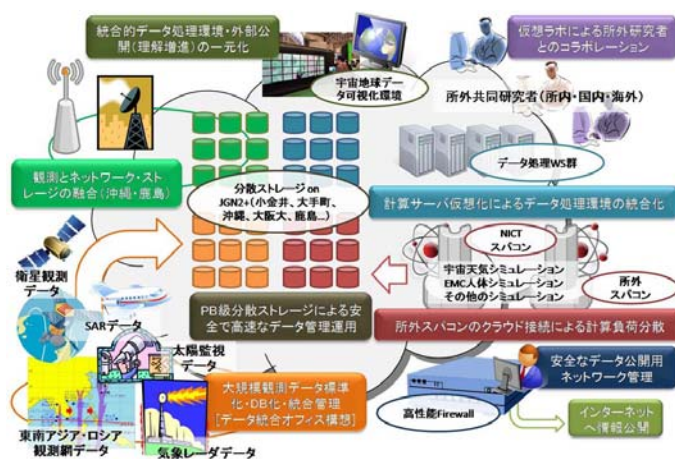 統合的データ処理環境・外部公
開(理解増進)の一元化
仮想ラボによる所外研究者
とのコラボレーション
宇宙地球デー
タ可視化環境
所外共同研究者(所内・国内・海外)
データ処理WS群
観測とネットワーク・スト
レージの融合(沖縄・鹿島)
分散ストレージon
JGN2+(小金井、大手町、
沖縄、大阪大、鹿島...)
計算サーバ仮想化によるデータ処理環境の統合化
衛星観測
データ
NICT
スパコン
宇宙天気シミュレーション
EMC人体シミュレーション
その他のシミュレーション
所外
スパコン
SARデータ
PB級分散ストレージによる安
全で高速なデータ管理運用
所外スパコンのクラウド接続による計算負荷分散
太陽監視
データ
大規模観測データ標準
化・DB化・統合管理
[データ統合オフィス構想]
安全なデータ公開用
ネットワーク管理
高性能Firewall
インターネット
へ情報公開
東南アジア・ロシア
観測網データ
気象レーダデータ